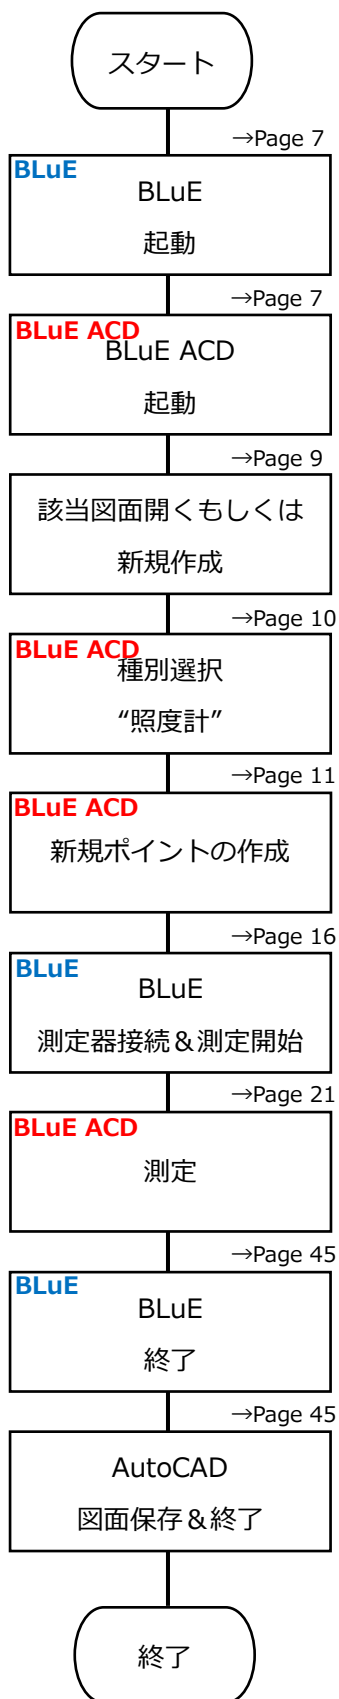 スタート
→Page 7
BLuE
BLuE
起動
→Page 7
BLuE ACD
BLuE ACD
起動
→Page 9
該当図面開くもしくは
新規作成
→Page 10
BLuE ACD
種別選択
“照度計”
→Page 11
BLuE ACD
新規ポイントの作成
→Page 16
BLuE
BLuE
測定器接続＆測定開始
→Page 21
BLuE ACD
測定
→Page 45
BLuE
BLuE
終了
→Page 45
AutoCAD
図面保存＆終了
終了